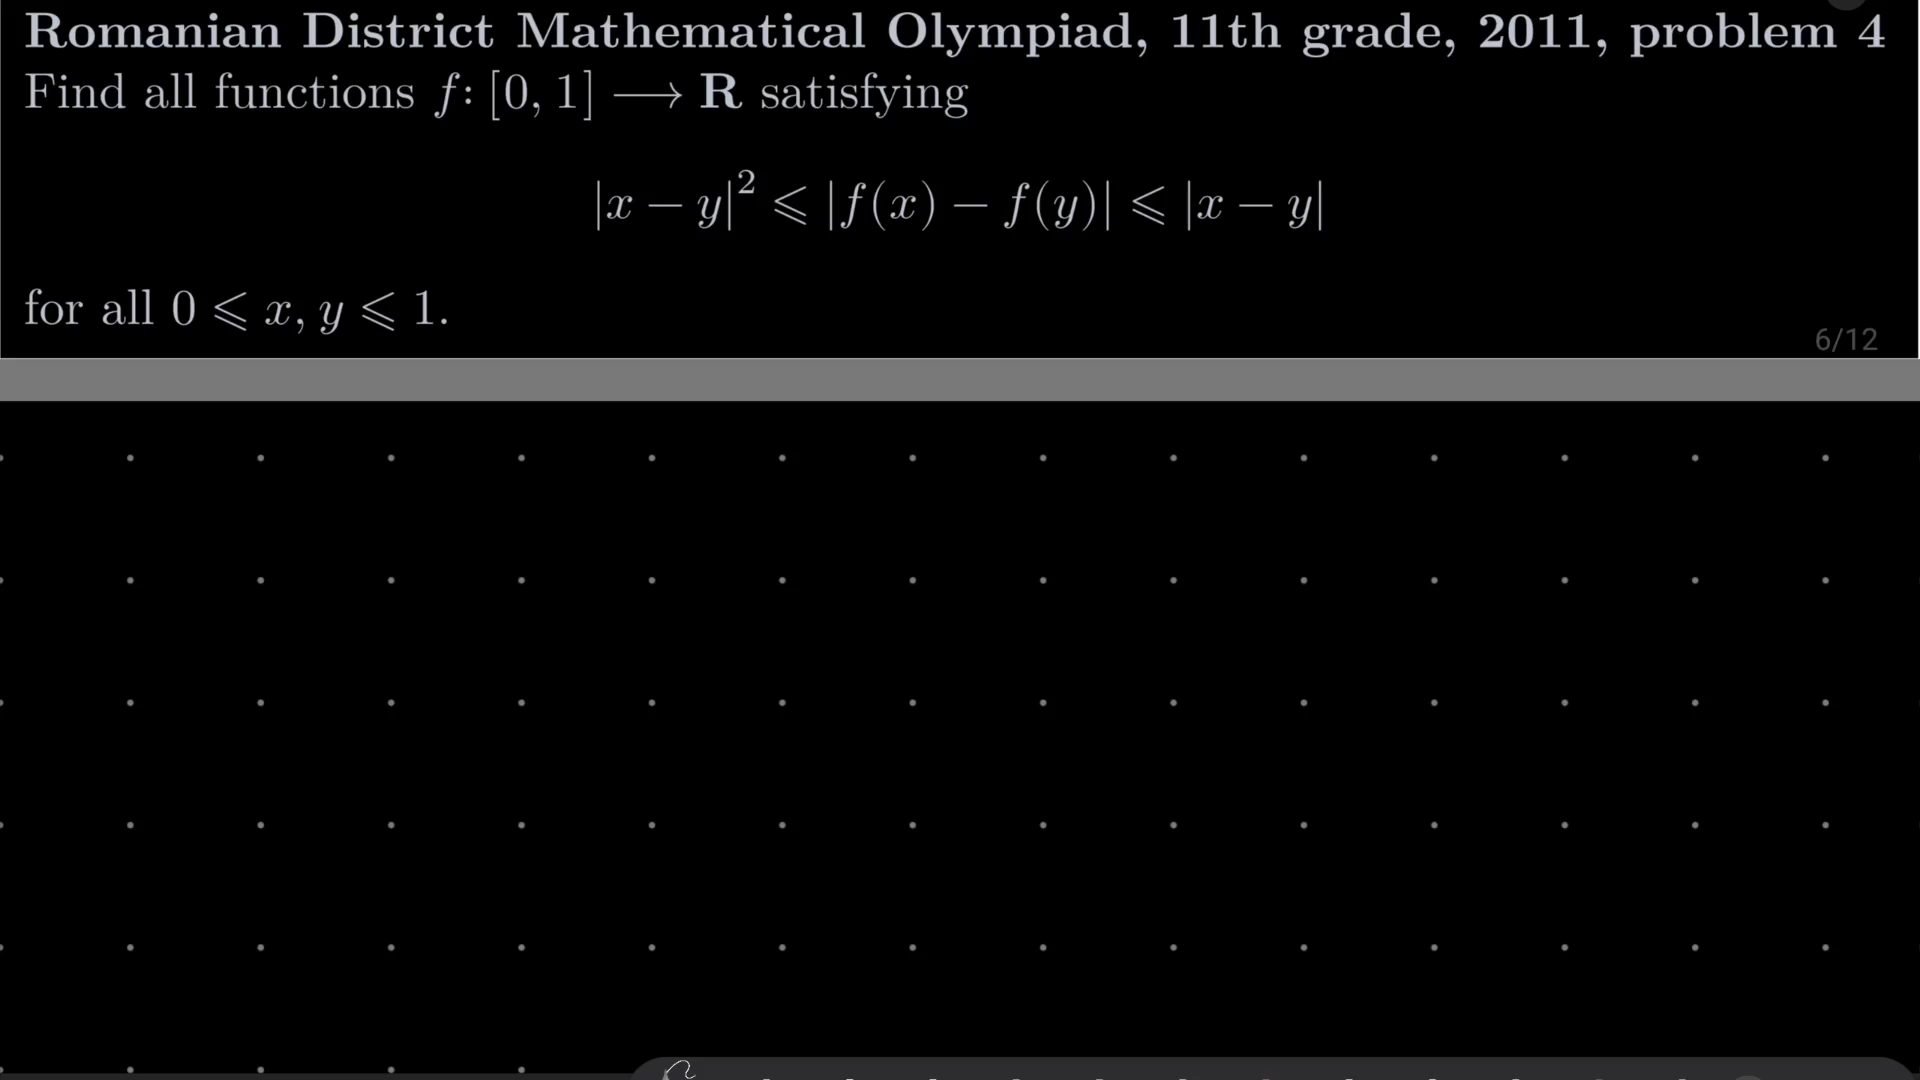 Romanian District Mathematical Olympiad, 11th grade, 2011, problem 4
Find all functions f: [0, 1] ⟶ R satisfying
|x − y|² ⩽ |f(x) − f(y)| ⩽ |x − y|
for all 0 ⩽ x, y ⩽ 1.
6/12